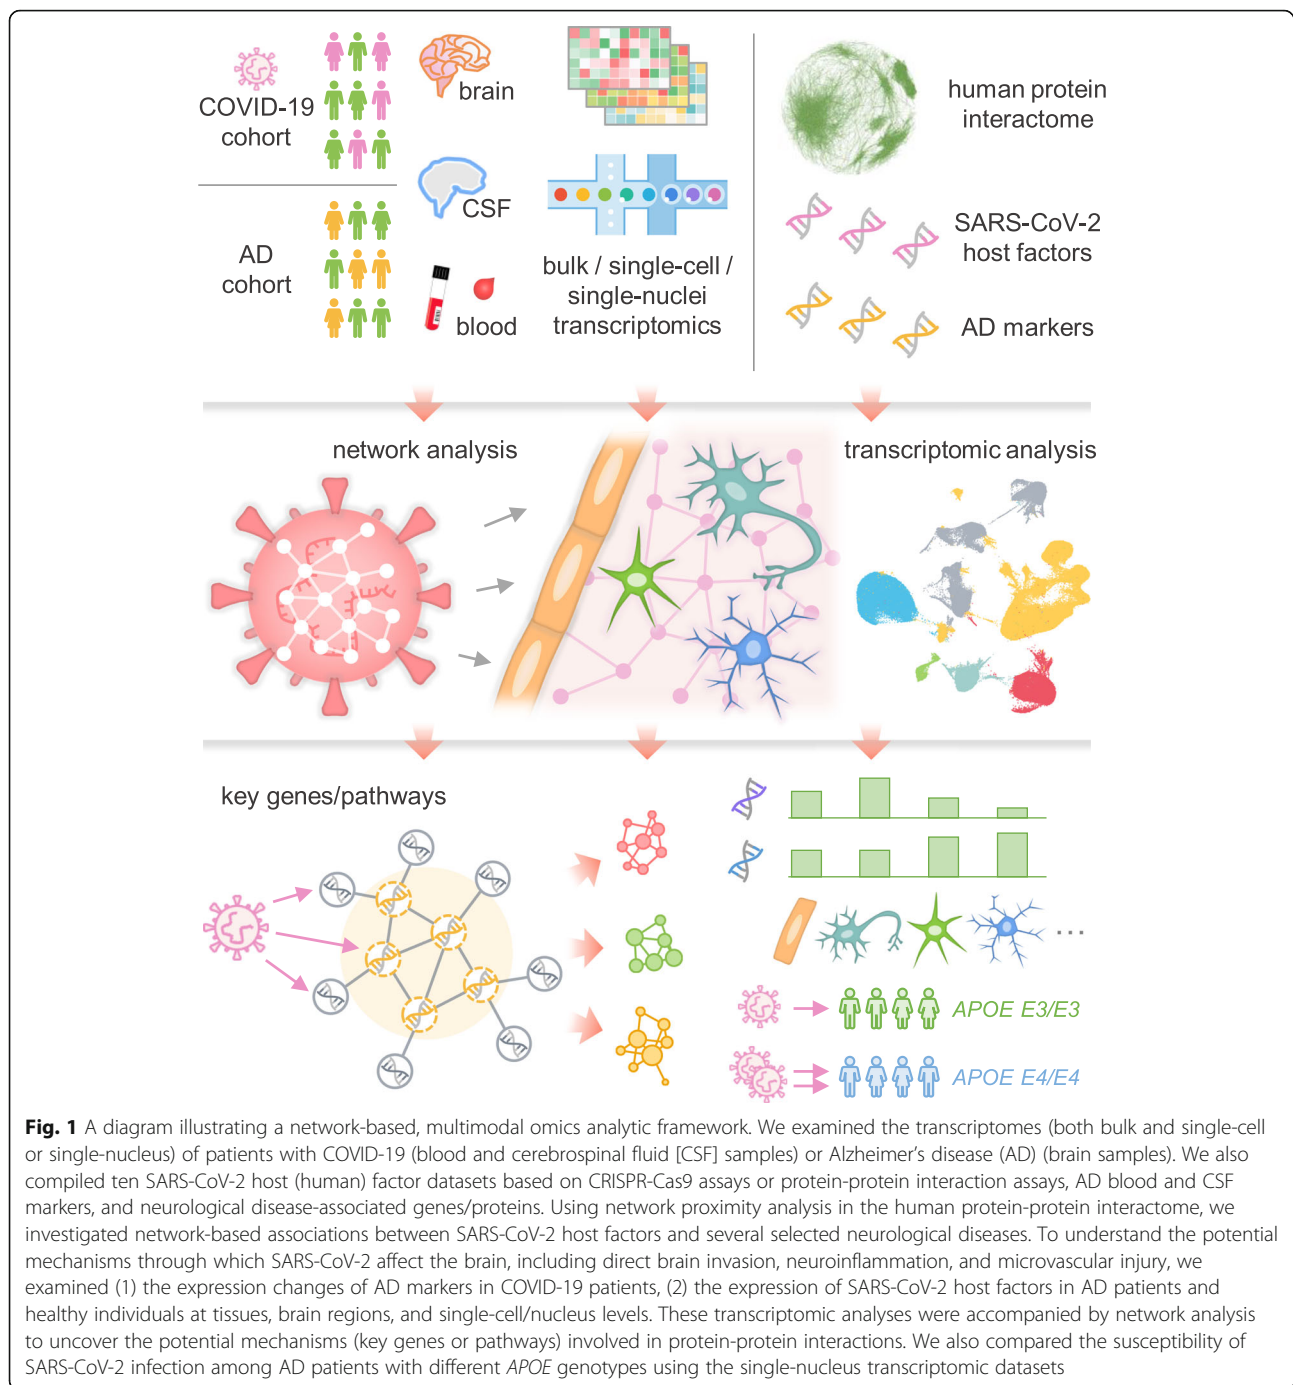 COVID-19
cohort
AD
cohort
brain
CSF
blood
bulk / single-cell /
single-nuclei
transcriptomics
human protein
interactome
SARS-CoV-2
host factors
AD markers
network analysis
transcriptomic analysis
key genes/pathways
...
APOE E3/E3
APOE E4/E4
Fig. 1 A diagram illustrating a network-based, multimodal omics analytic framework. We examined the transcriptomes (both bulk and single-cell
or single-nucleus) of patients with COVID-19 (blood and cerebrospinal fluid [CSF] samples) or Alzheimer's disease (AD) (brain samples). We also
compiled ten SARS-CoV-2 host (human) factor datasets based on CRISPR-Cas9 assays or protein-protein interaction assays, AD blood and CSF
markers, and neurological disease-associated genes/proteins. Using network proximity analysis in the human protein-protein interactome, we
investigated network-based associations between SARS-CoV-2 host factors and several selected neurological diseases. To understand the potential
mechanisms through which SARS-CoV-2 affect the brain, including direct brain invasion, neuroinflammation, and microvascular injury, we
examined (1) the expression changes of AD markers in COVID-19 patients, (2) the expression of SARS-CoV-2 host factors in AD patients and
healthy individuals at tissues, brain regions, and single-cell/nucleus levels. These transcriptomic analyses were accompanied by network analysis
to uncover the potential mechanisms (key genes or pathways) involved in protein-protein interactions. We also compared the susceptibility of
SARS-CoV-2 infection among AD patients with different APOE genotypes using the single-nucleus transcriptomic datasets